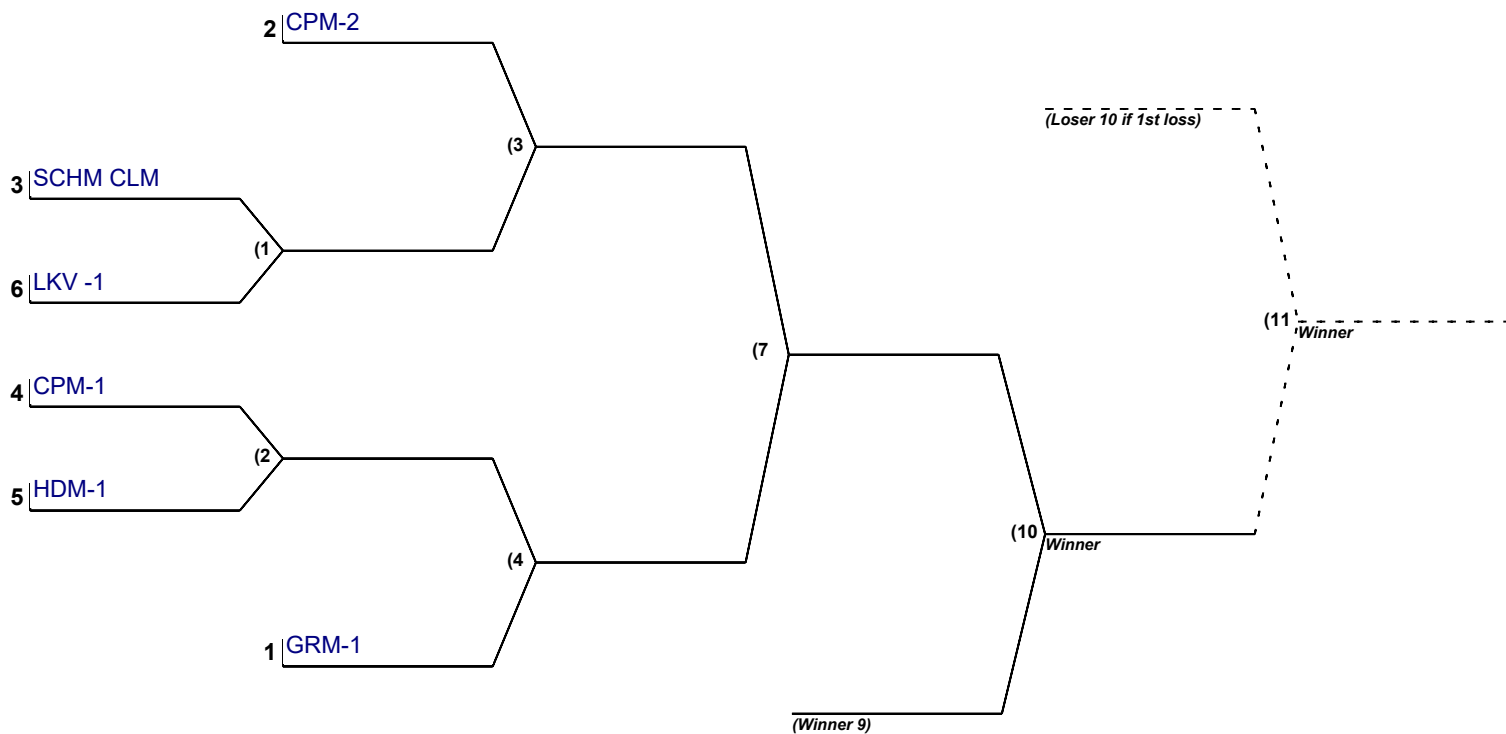 2 CPM-2
(Loser 10 if 1st loss)
(3
3 SCHM CLM
(1
6 LKV -1
(11 Winner
(7
4 CPM-1
(2
5 HDM-1
(10 Winner
(4
1 GRM-1
(Winner 9)